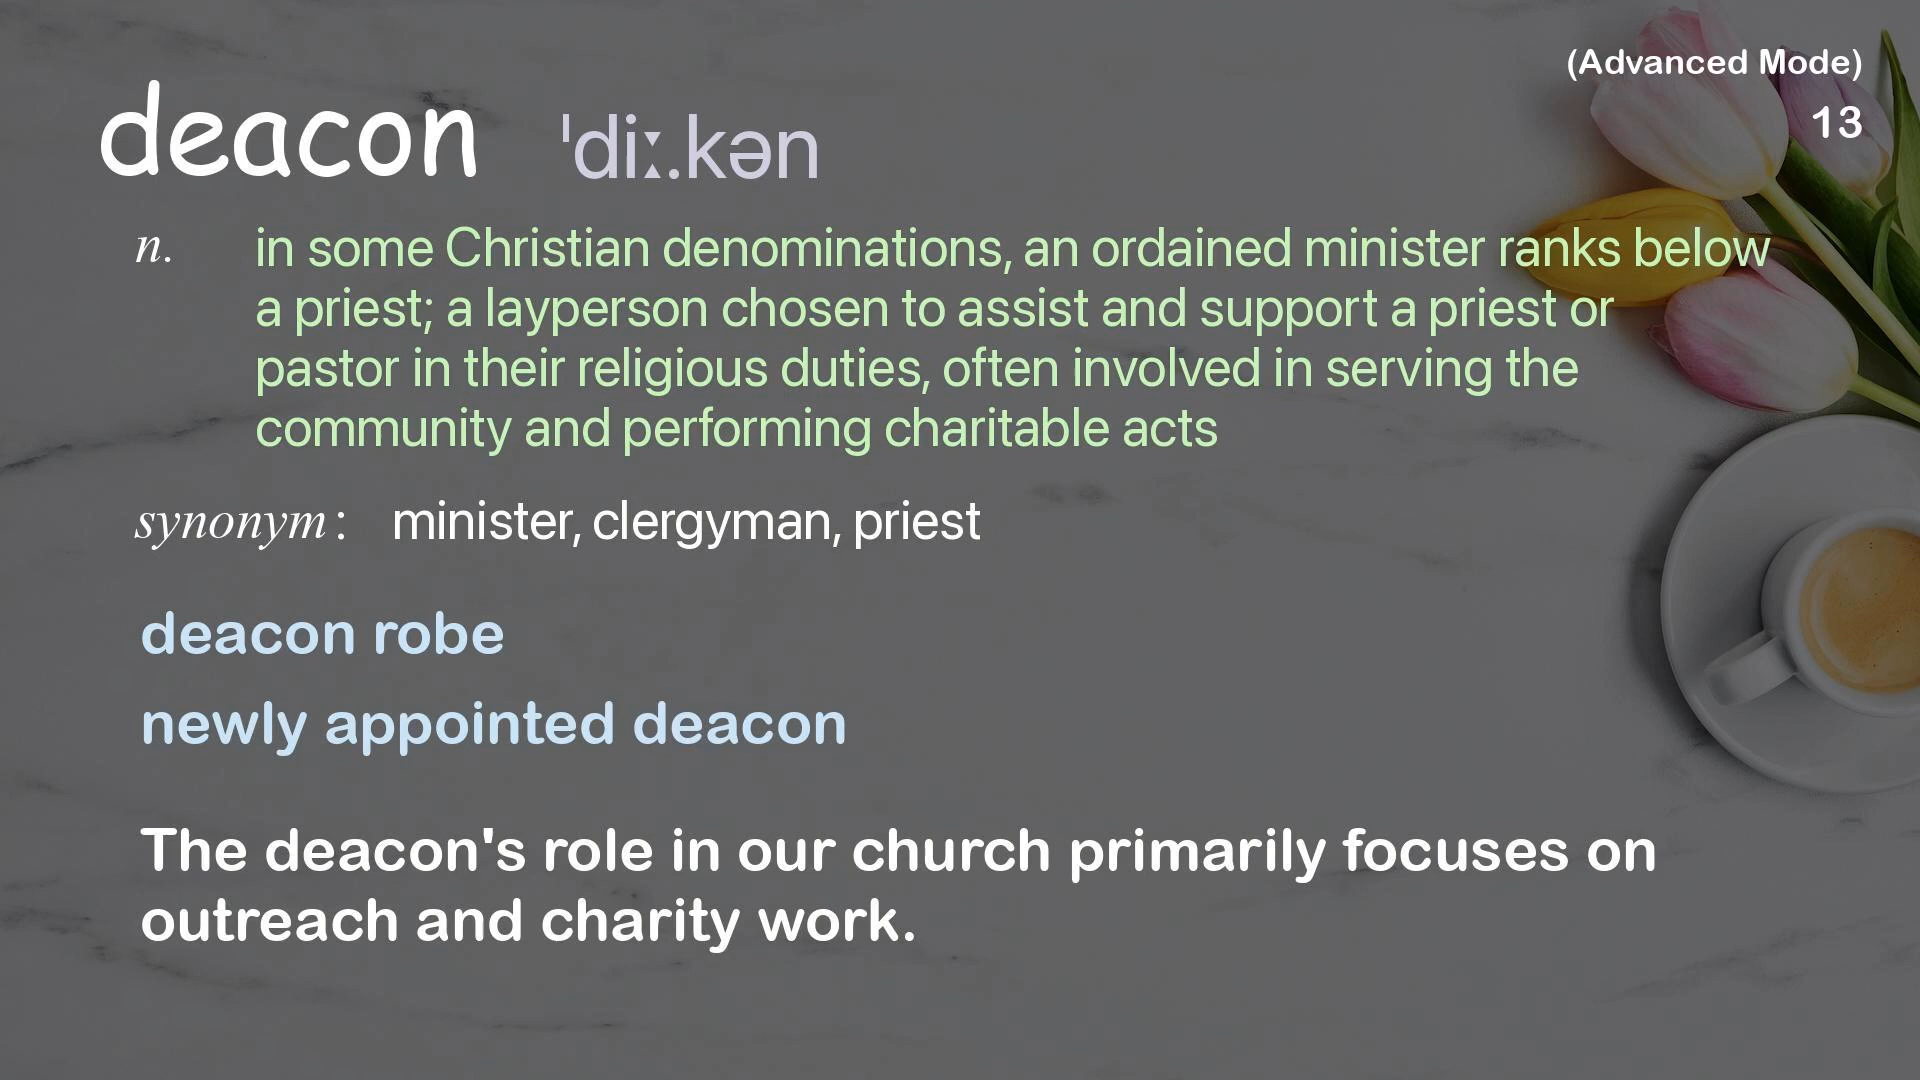 (Advanced Mode)
13
deacon ˈdiː.kən
n. in some Christian denominations, an ordained minister ranks below
a priest; a layperson chosen to assist and support a priest or
pastor in their religious duties, often involved in serving the
community and performing charitable acts
synonym: minister, clergyman, priest
deacon robe
newly appointed deacon
The deacon's role in our church primarily focuses on
outreach and charity work.